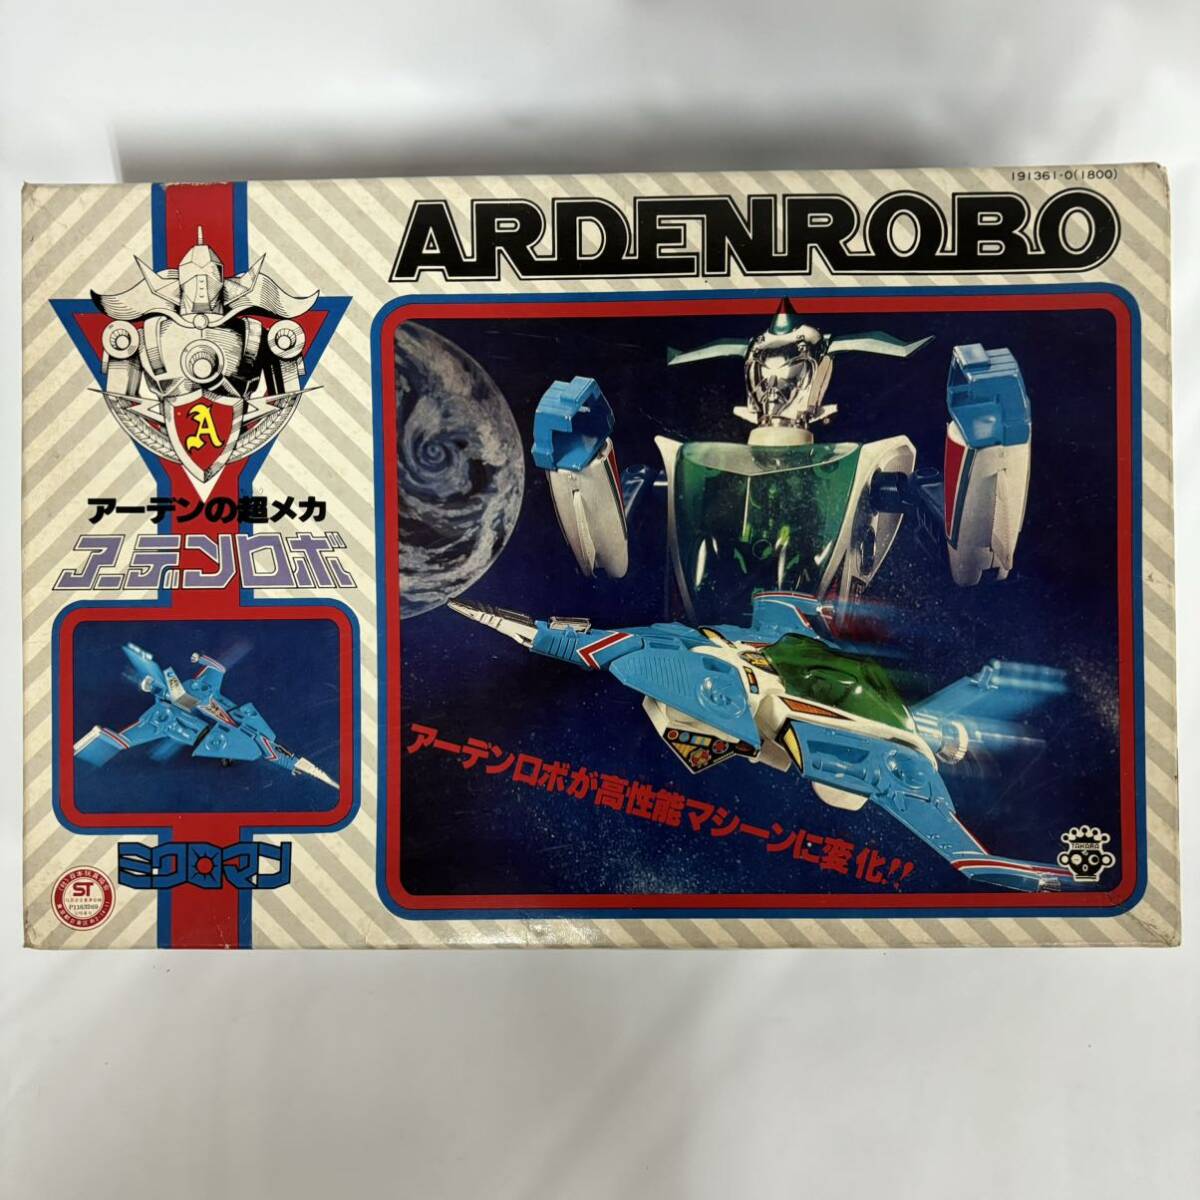 191361-0(1800)
ARDENROBO
A
アーデンの超メカ
アーデンロボ
アーデンロボが高性能マシーンに変化!!
ミクロマン
ST
TAKARA